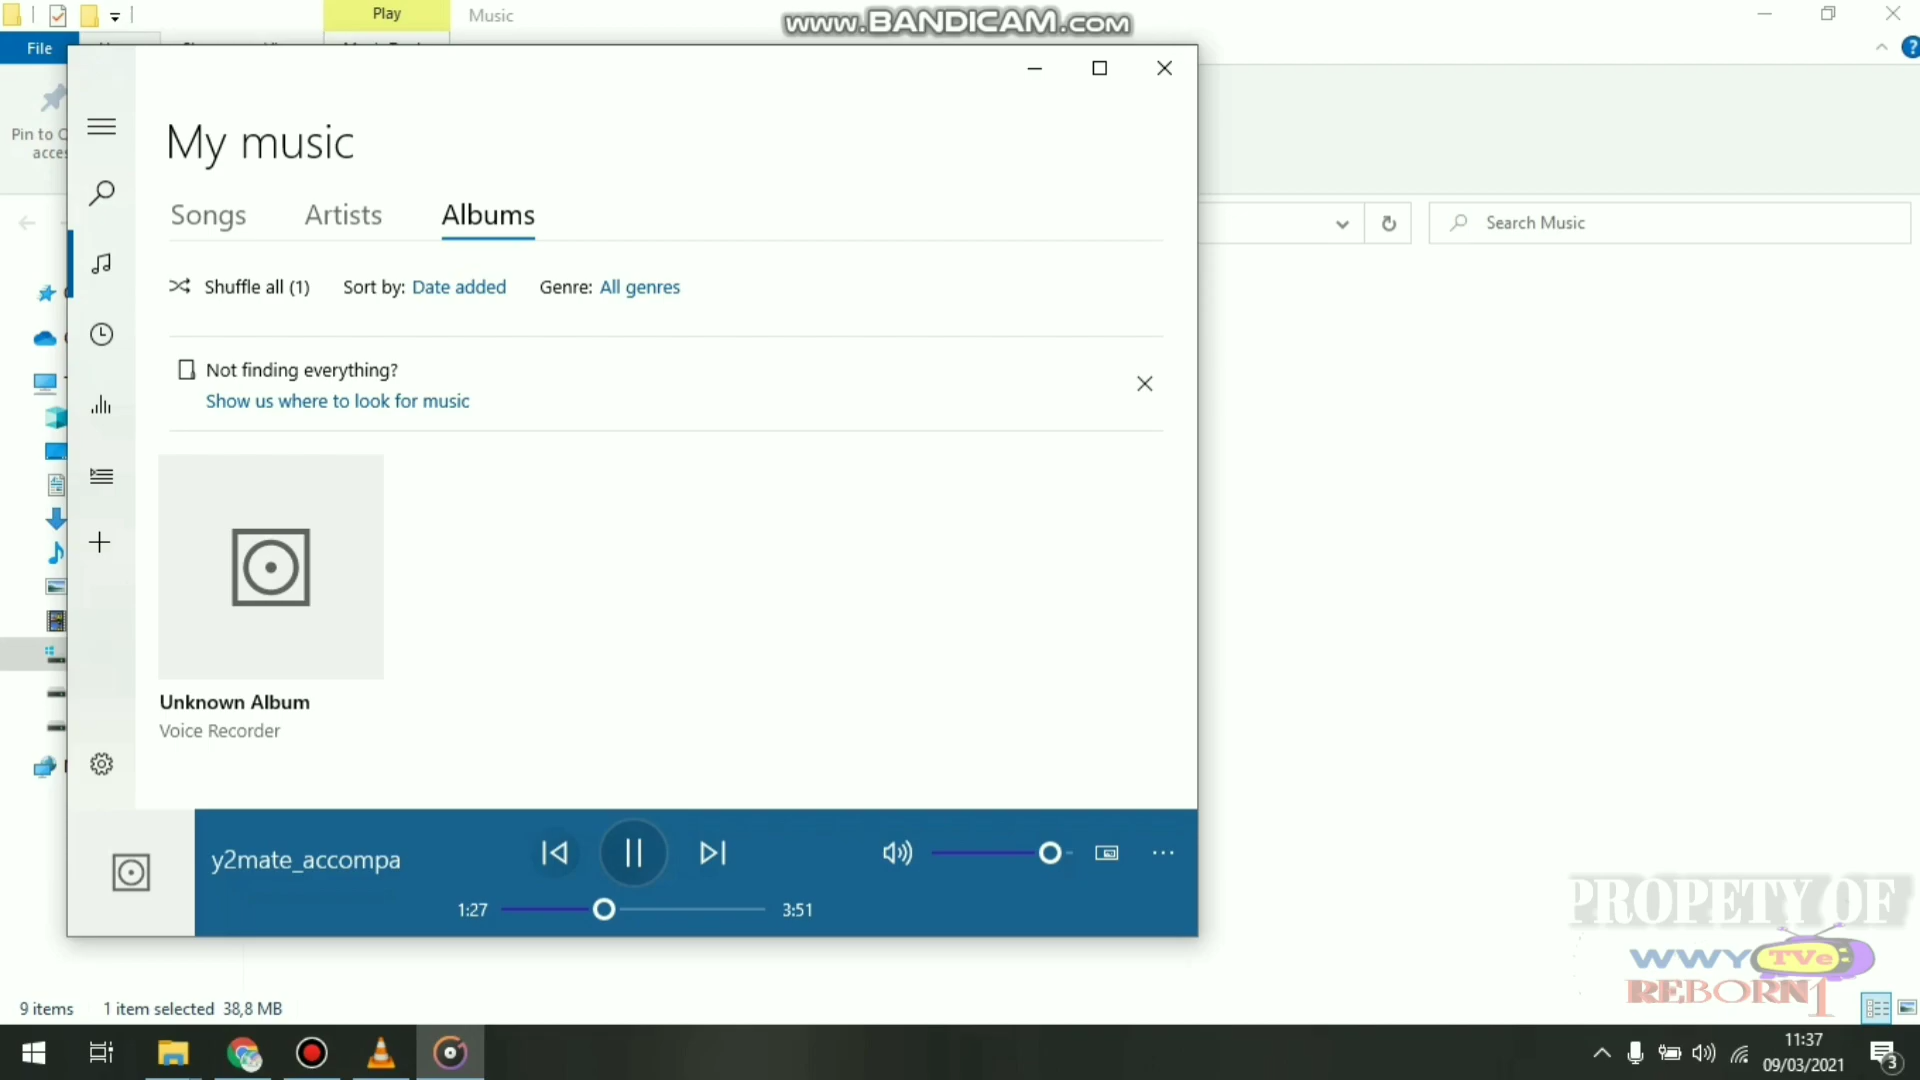 Play
Music
www.BANDICAM.com
File
Pin to
My music
Songs
Artists
Albums
Search Music
Shuffle all (1)
Sort by: Date added
Genre: All genres
Not finding everything?
Show us where to look for music
Unknown Album
Voice Recorder
y2mate_accompa
1:27
3:51
PROPETY OF
WWY TVe
REBORN1
9 items
1 item selected 38,8 MB
11:37
09/03/2021
3